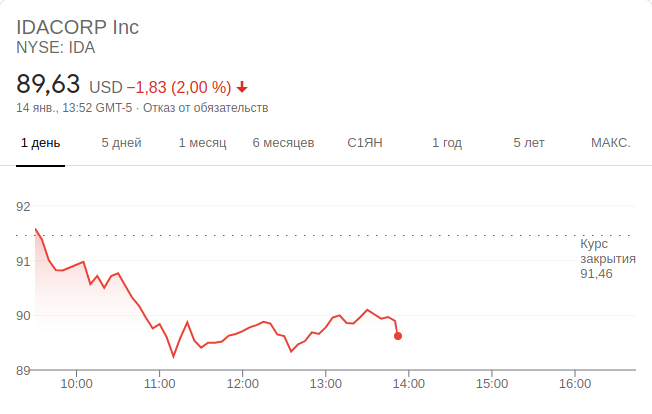 IDACORP Inc
NYSE: IDA
89,63 USD −1,83 (2,00 %)
14 янв., 13:52 GMT-5 · Отказ от обязательств
1 день 5 дней 1 месяц 6 месяцев С1ЯН 1 год 5 лет МАКС.
92
91
90
89
Курс
закрытия
91,46
10:00 11:00 12:00 13:00 14:00 15:00 16:00